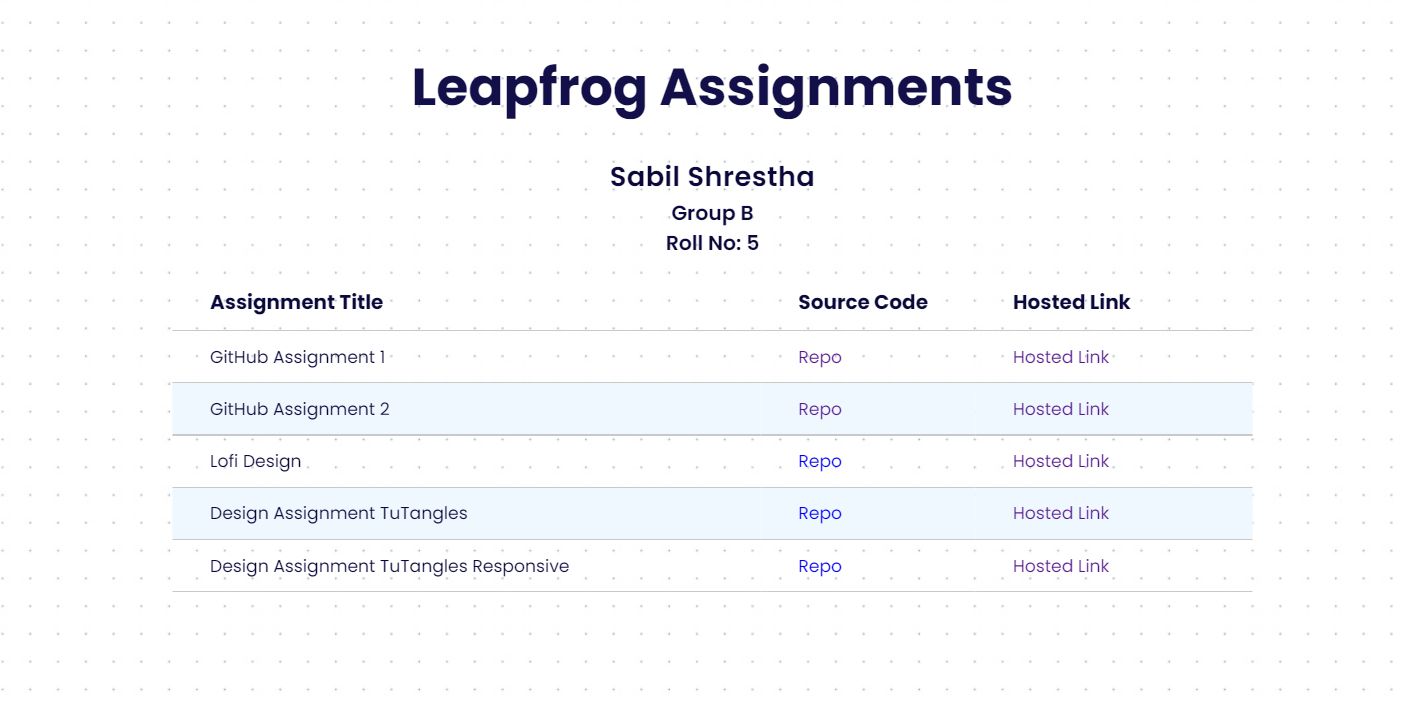 Leapfrog Assignments
Sabil Shrestha
Group B
Roll No: 5
Assignment Title Source Code Hosted Link
GitHub Assignment 1 Repo Hosted Link
GitHub Assignment 2 Repo Hosted Link
Lofi Design Repo Hosted Link
Design Assignment TuTangles Repo Hosted Link
Design Assignment TuTangles Responsive Repo Hosted Link